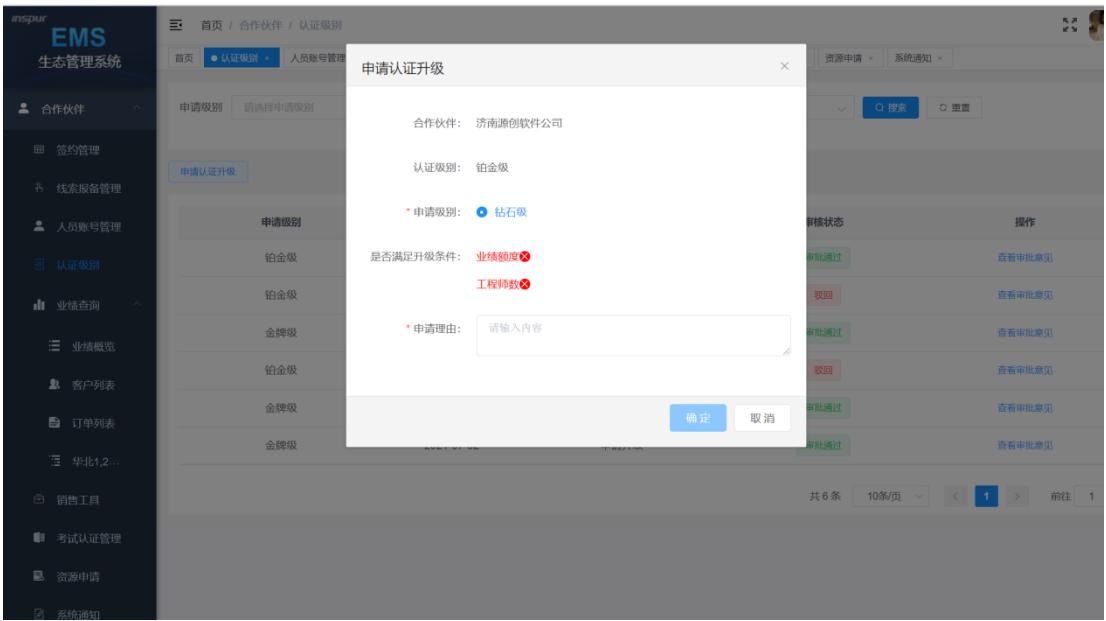 inspur
EMS
生态管理系统
首页 / 合作伙伴 / 认证级别
首页
认证级别 ×
人员账号管理
资源申请 ×
系统通知 ×
合作伙伴
签约管理
线索报备管理
人员账号管理
认证级别
业绩查询
业绩概览
客户列表
订单列表
华北1,2...
销售工具
考试认证管理
资源申请
系统通知
申请级别 请选择申请级别
搜索 重置
申请认证升级
申请级别 审核状态 操作
铂金级 审批通过 查看审批意见
铂金级 驳回 查看审批意见
金牌级 审批通过 查看审批意见
铂金级 驳回 查看审批意见
金牌级 审批通过 查看审批意见
金牌级 审批通过 查看审批意见
共 6 条 10条/页 < 1 > 前往 1
申请认证升级 ×
合作伙伴： 济南源创软件公司
认证级别： 铂金级
* 申请级别： 钻石级
是否满足升级条件： 业绩额度
工程师数
* 申请理由： 请输入内容
确定 取消